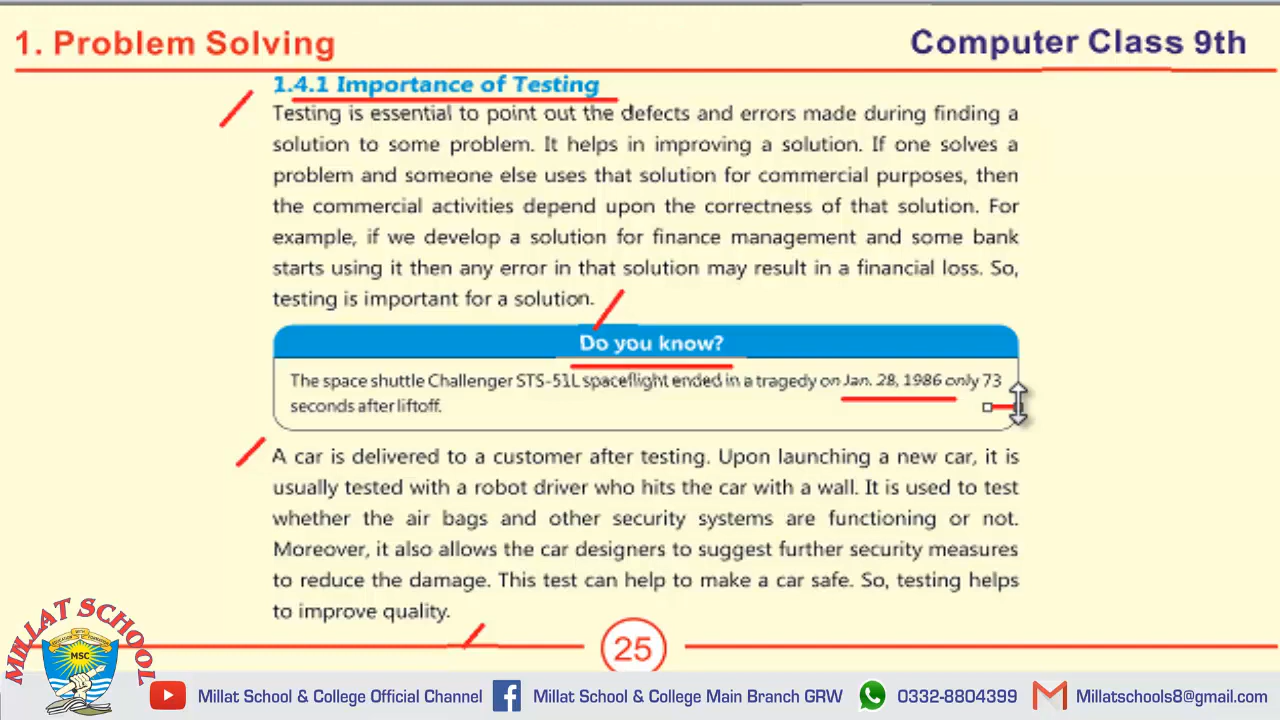 1. Problem Solving
Computer Class 9th
1.4.1 Importance of Testing
Testing is essential to point out the defects and errors made during finding a
solution to some problem. It helps in improving a solution. If one solves a
problem and someone else uses that solution for commercial purposes, then
the commercial activities depend upon the correctness of that solution. For
example, if we develop a solution for finance management and some bank
starts using it then any error in that solution may result in a financial loss. So,
testing is important for a solution.
Do you know?
The space shuttle Challenger STS-51L spaceflight ended in a tragedy on Jan. 28, 1986 only 73
seconds after liftoff.
A car is delivered to a customer after testing. Upon launching a new car, it is
usually tested with a robot driver who hits the car with a wall. It is used to test
whether the air bags and other security systems are functioning or not.
Moreover, it also allows the car designers to suggest further security measures
to reduce the damage. This test can help to make a car safe. So, testing helps
to improve quality.
25
MILLAT SCHOOL
MSC
Millat School & College Official Channel
Millat School & College Main Branch GRW
0332-8804399
Millatschools8@gmail.com